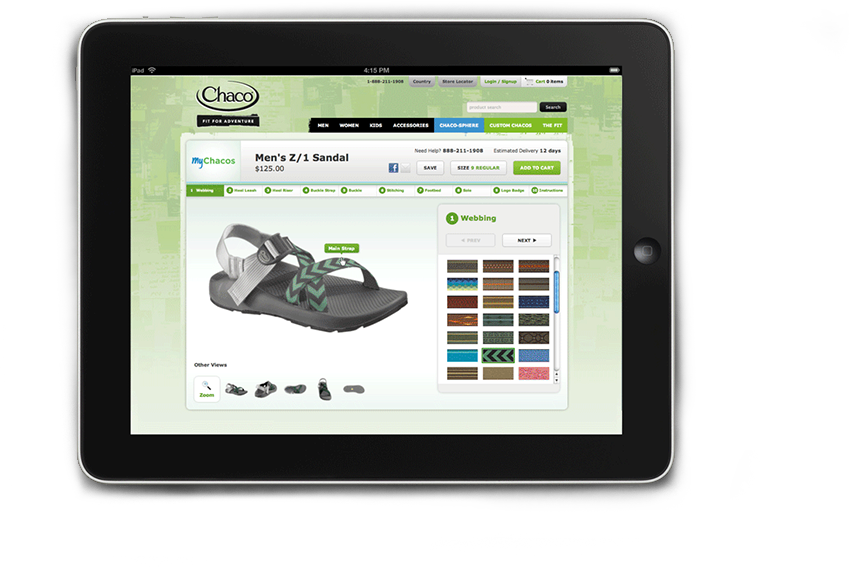 iPad 4:15 PM
1-888-211-1908 Country Store Locator Login / Signup Cart 0 items
Chaco
FIT FOR ADVENTURE
product search Search
MEN WOMEN KIDS ACCESSORIES CHACO-SPHERE CUSTOM CHACOS THE FIT
myChacos
Men's Z/1 Sandal
$125.00
Need Help? 888-211-1908 Estimated Delivery 12 days
f SAVE SIZE 9 REGULAR ADD TO CART
1 Webbing 2 Heel Leash 3 Heel Riser 4 Buckle Strap 5 Buckle 6 Stitching 7 Footbed 8 Sole 9 Logo Badge 10 Instructions
Main Strap
1 Webbing
PREV NEXT
Other Views
Zoom